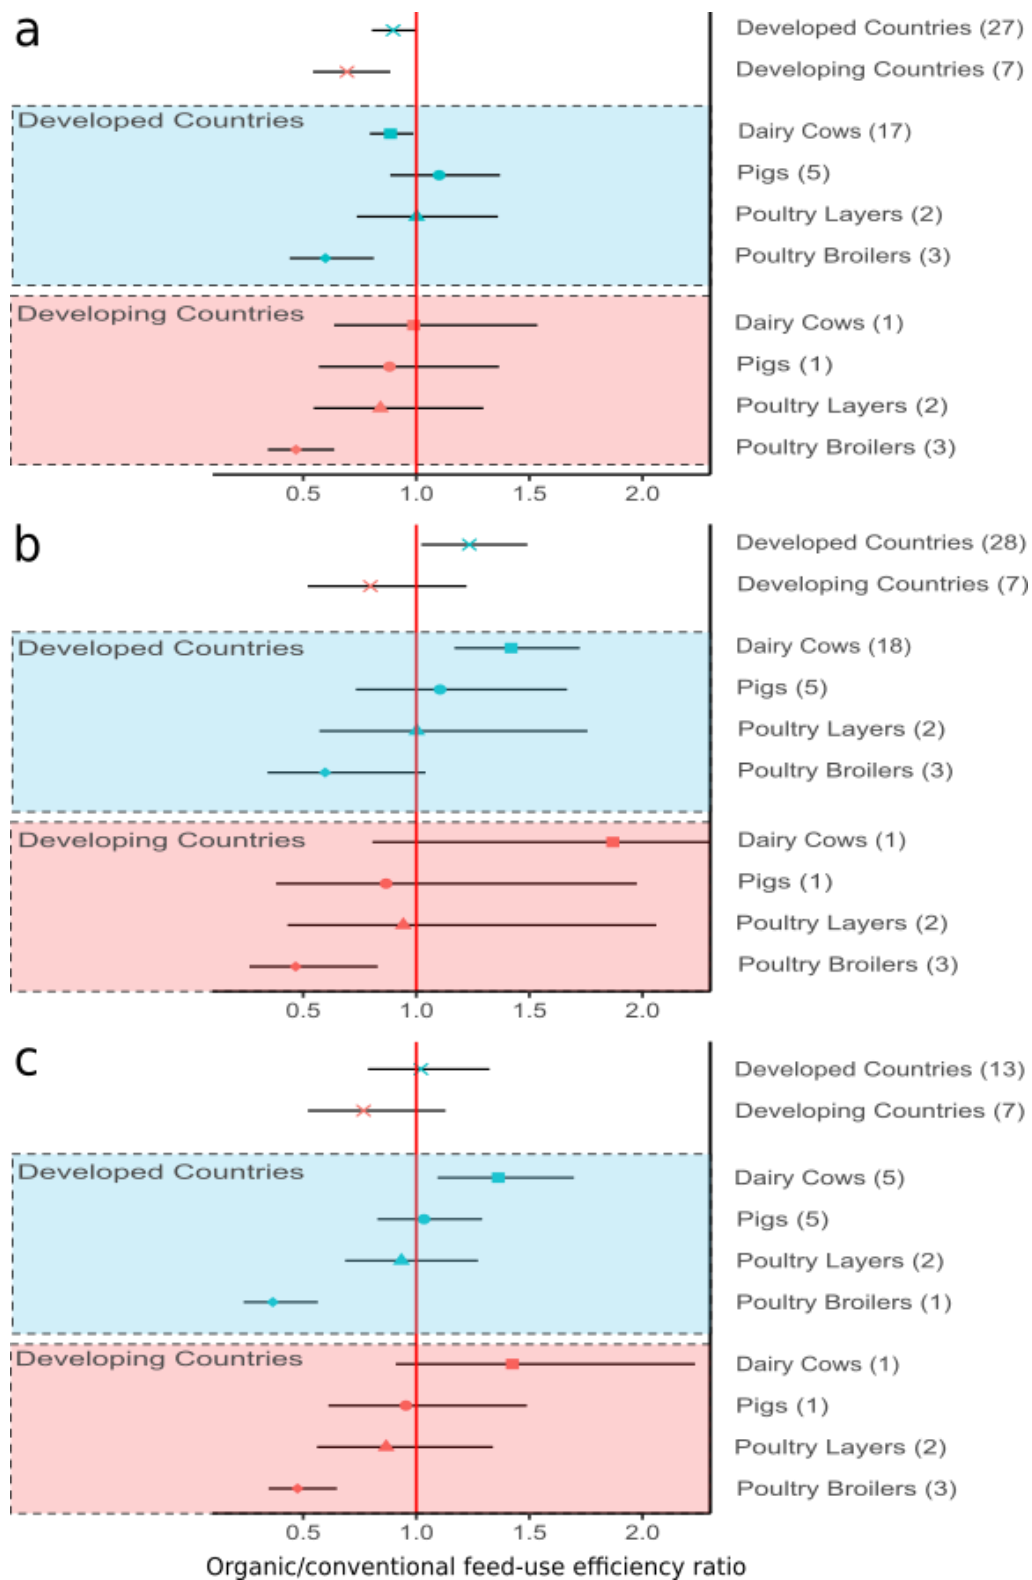 a
Developed Countries (27)
Developing Countries (7)
Developed Countries
Dairy Cows (17)
Pigs (5)
Poultry Layers (2)
Poultry Broilers (3)
Developing Countries
Dairy Cows (1)
Pigs (1)
Poultry Layers (2)
Poultry Broilers (3)
0.5 1.0 1.5 2.0
b
Developed Countries (28)
Developing Countries (7)
Developed Countries
Dairy Cows (18)
Pigs (5)
Poultry Layers (2)
Poultry Broilers (3)
Developing Countries
Dairy Cows (1)
Pigs (1)
Poultry Layers (2)
Poultry Broilers (3)
0.5 1.0 1.5 2.0
c
Developed Countries (13)
Developing Countries (7)
Developed Countries
Dairy Cows (5)
Pigs (5)
Poultry Layers (2)
Poultry Broilers (1)
Developing Countries
Dairy Cows (1)
Pigs (1)
Poultry Layers (2)
Poultry Broilers (3)
0.5 1.0 1.5 2.0
Organic/conventional feed-use efficiency ratio